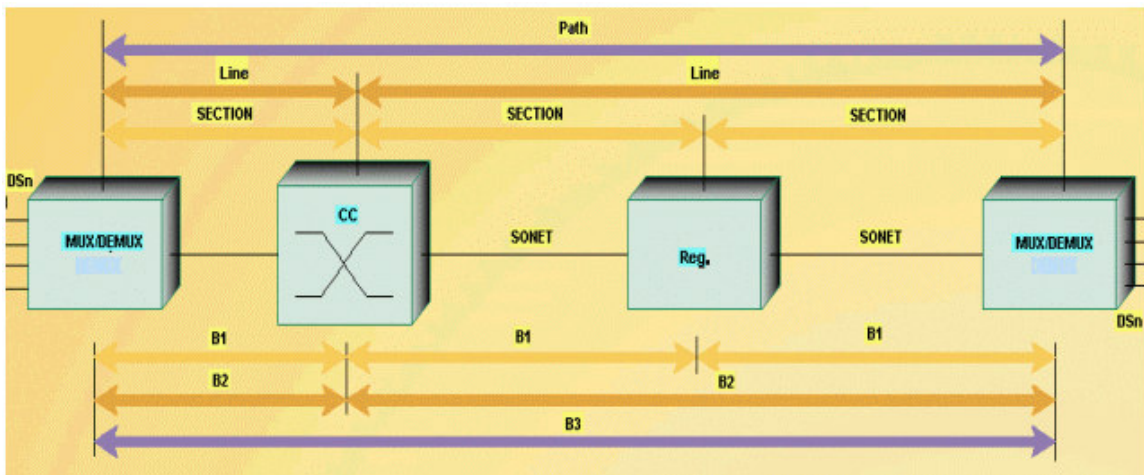 Path
Line Line
SECTION SECTION SECTION
DSn
CC
MUX/DEMUX SONET SONET MUX/DEMUX
Reg.
DSn
B1 B1 B1
B2 B2
B3